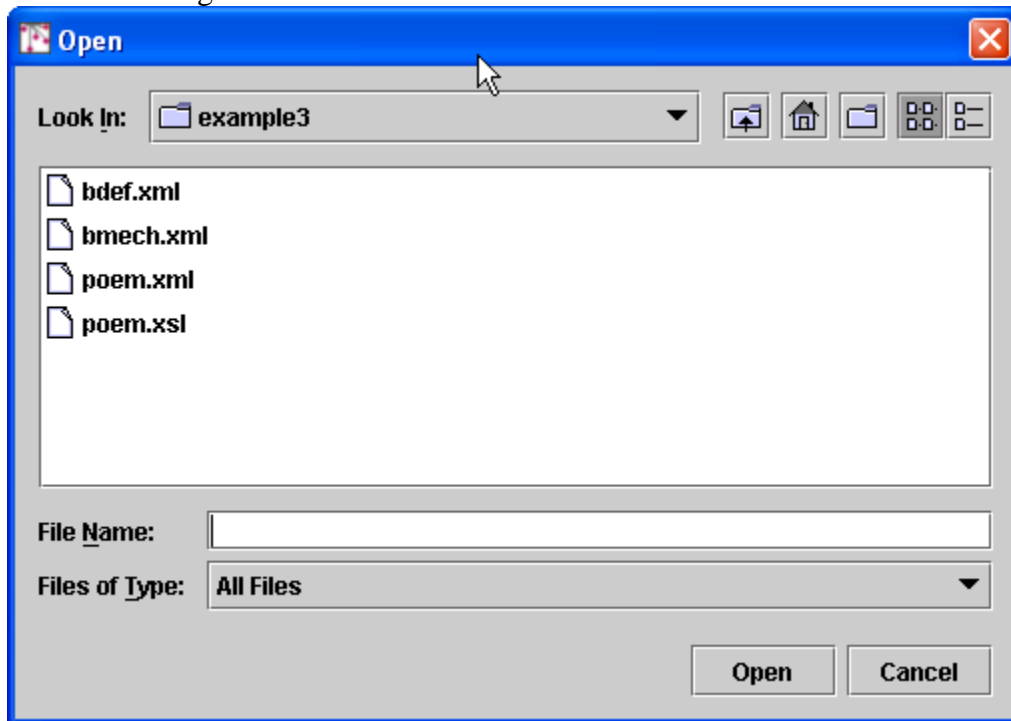 Open
Look In: example3
bdef.xml
bmech.xml
poem.xml
poem.xsl
File Name:
Files of Type: All Files
Open Cancel